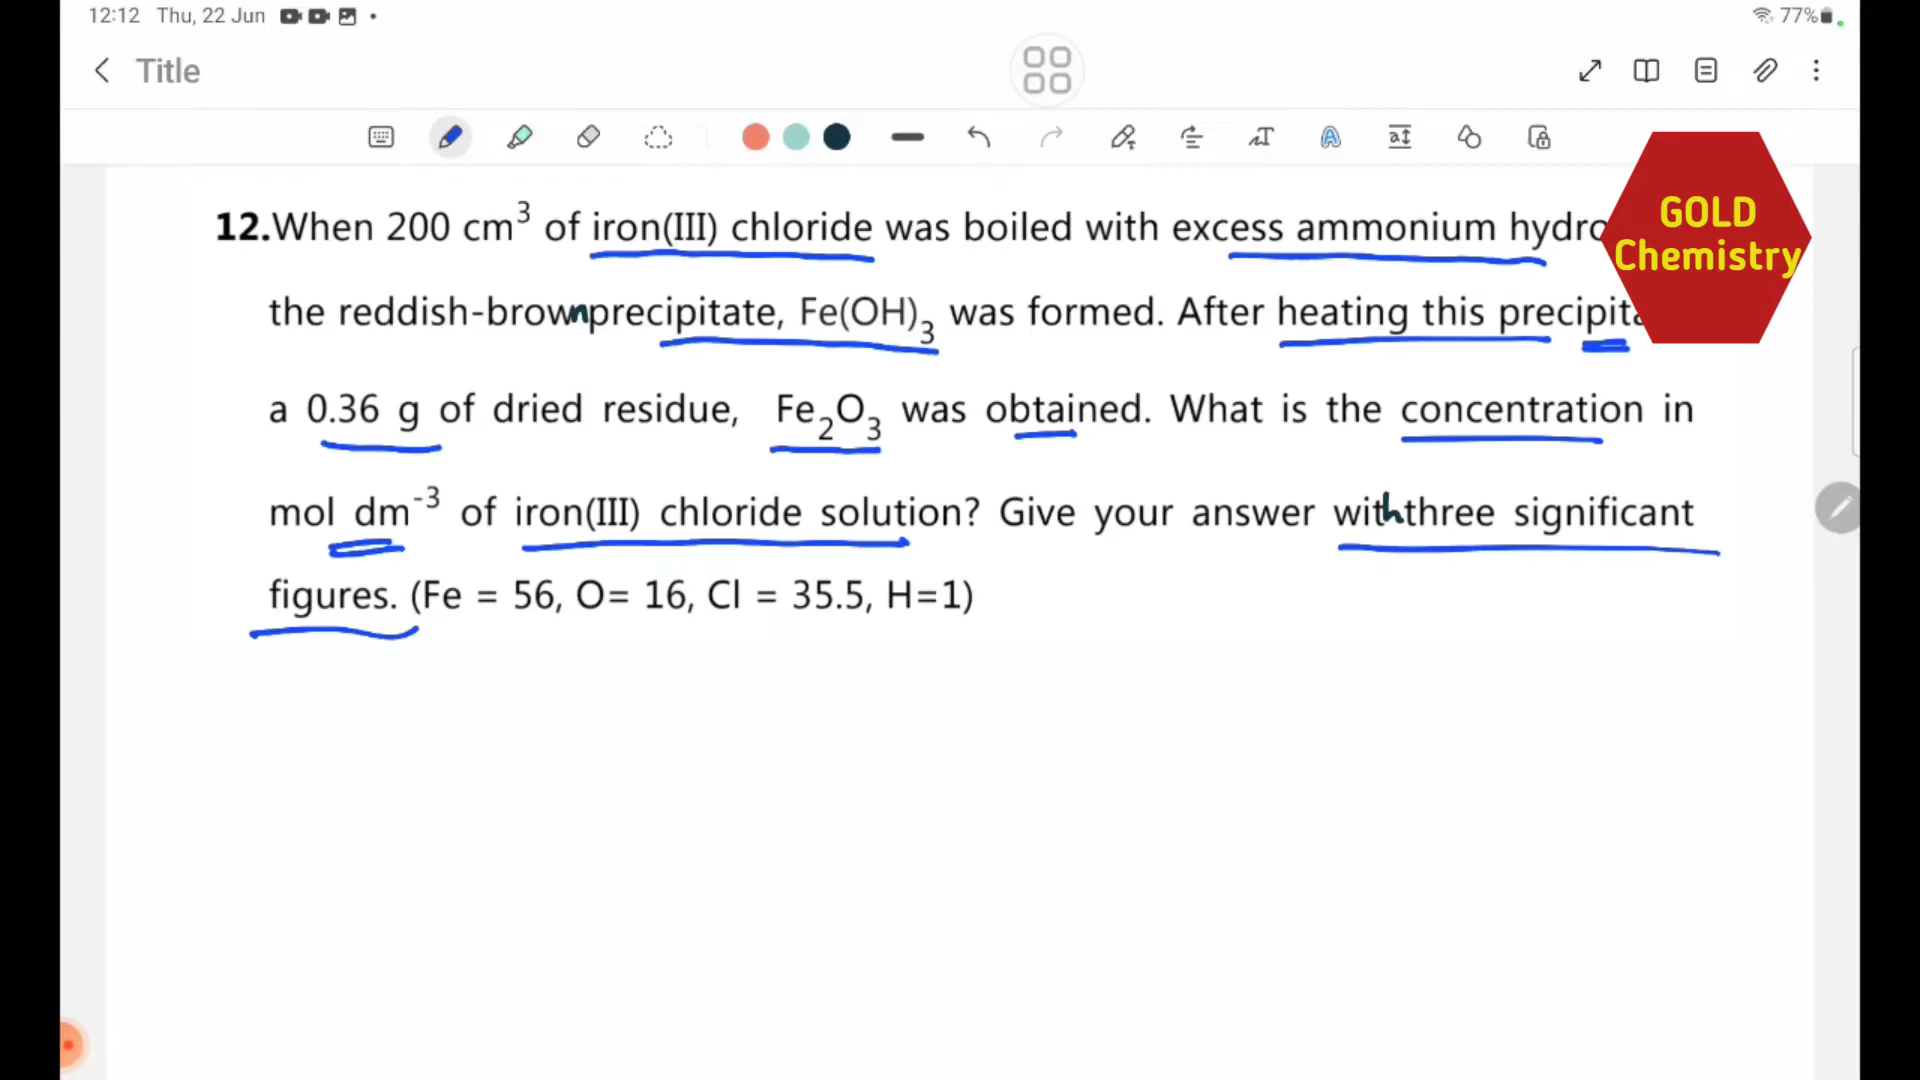 12:12 Thu, 22 Jun 77%
Title
12.When 200 cm³ of iron(III) chloride was boiled with excess ammonium
the reddish-brown precipitate, Fe(OH)₃ was formed. After heating this
a 0.36 g of dried residue, Fe₂O₃ was obtained. What is the concentration in
mol dm⁻³ of iron(III) chloride solution? Give your answer with three significant
figures. (Fe = 56, O= 16, Cl = 35.5, H=1)
GOLD
Chemistry